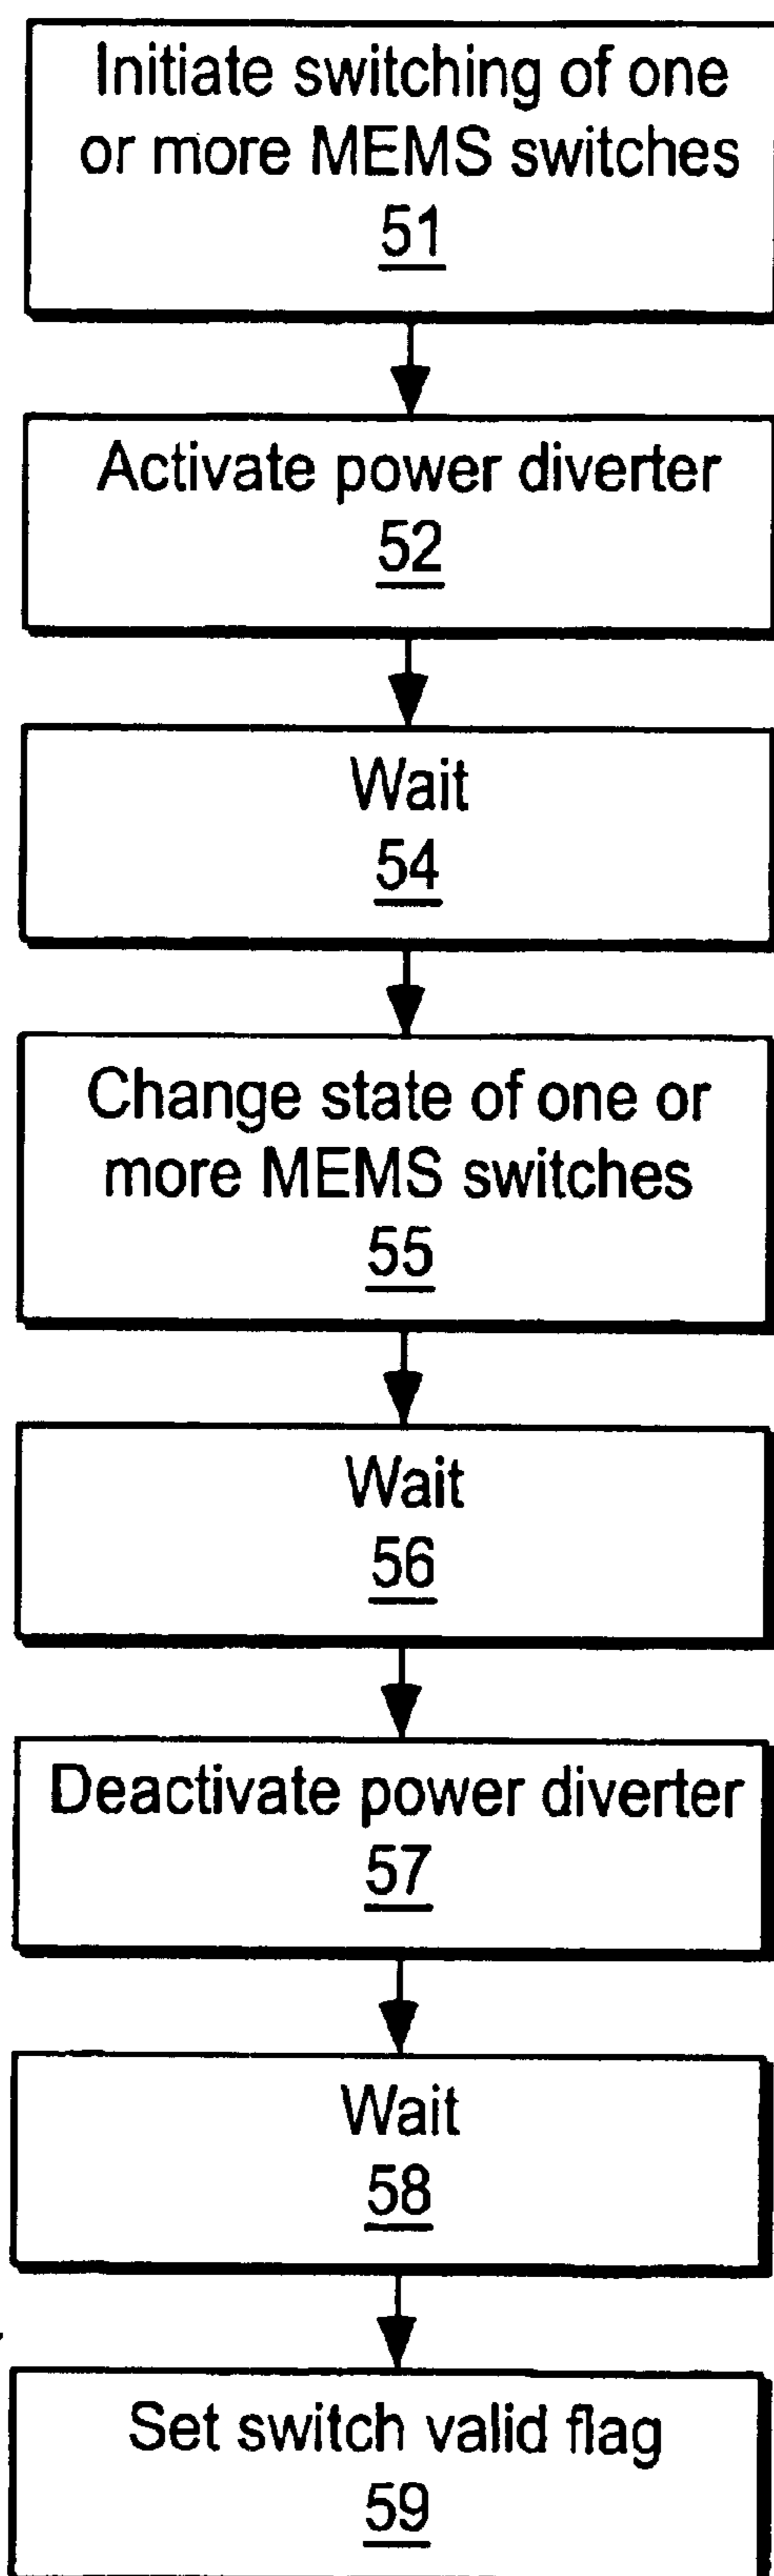 Initiate switching of one
or more MEMS switches
51
Activate power diverter
52
Wait
54
Change state of one or
more MEMS switches
55
Wait
56
Deactivate power diverter
57
Wait
58
Set switch valid flag
59